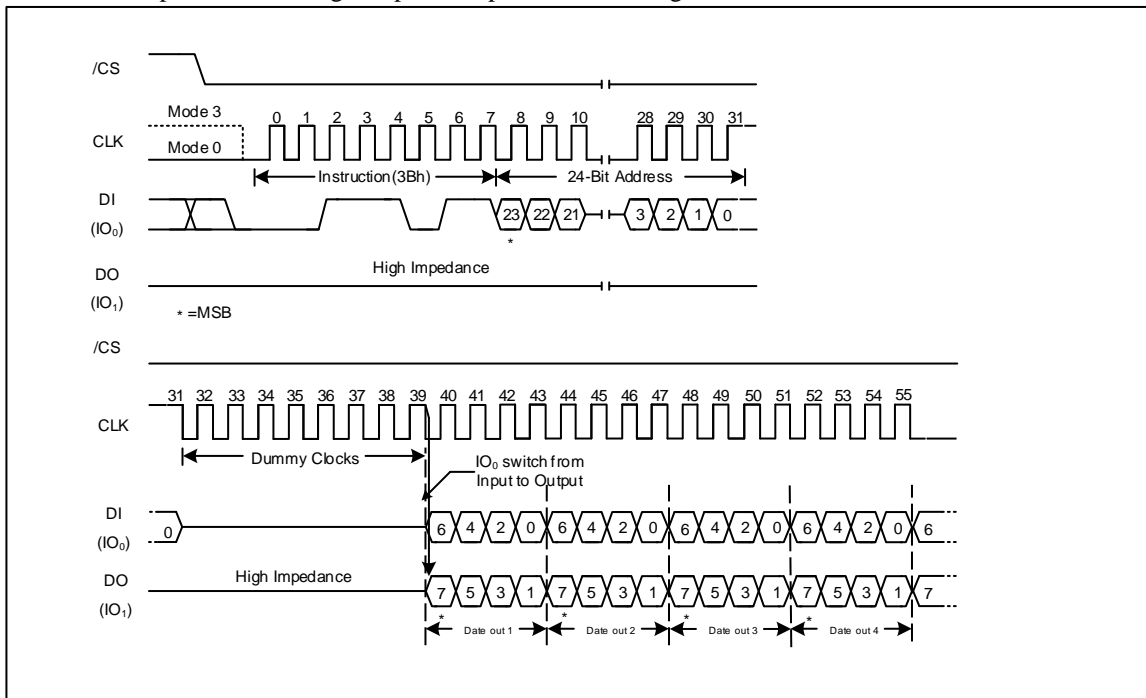 /CS
Mode 3
0 1 2 3 4 5 6 7 8 9 10 28 29 30 31
CLK
Mode 0
Instruction(3Bh) 24-Bit Address
DI
(IO₀)
23 22 21 3 2 1 0
*
High Impedance
DO
(IO₁)
* =MSB
/CS
31 32 33 34 35 36 37 38 39 40 41 42 43 44 45 46 47 48 49 50 51 52 53 54 55
CLK
Dummy Clocks
IO₀ switch from
Input to Output
DI
(IO₀)
0 6 4 2 0 6 4 2 0 6 4 2 0 6 4 2 0 6
DO
(IO₁)
High Impedance
7 5 3 1 7 5 3 1 7 5 3 1 7 5 3 1 7
* * * *
Date out 1 Date out 2 Date out 3 Date out 4